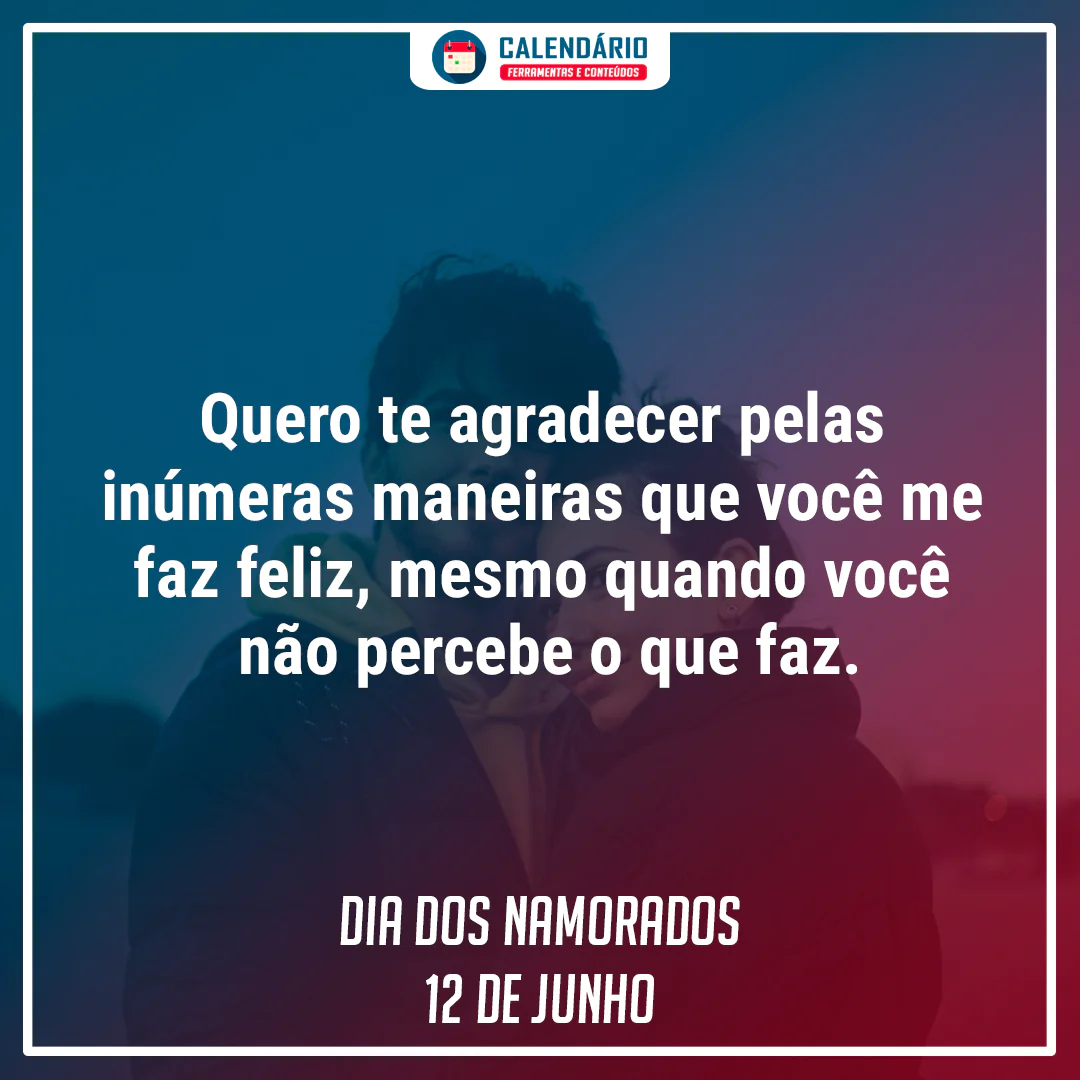 CALENDÁRIO
FERRAMENTAS E CONTEÚDOS
Quero te agradecer pelas
inúmeras maneiras que você me
faz feliz, mesmo quando você
não percebe o que faz.
DIA DOS NAMORADOS
12 DE JUNHO